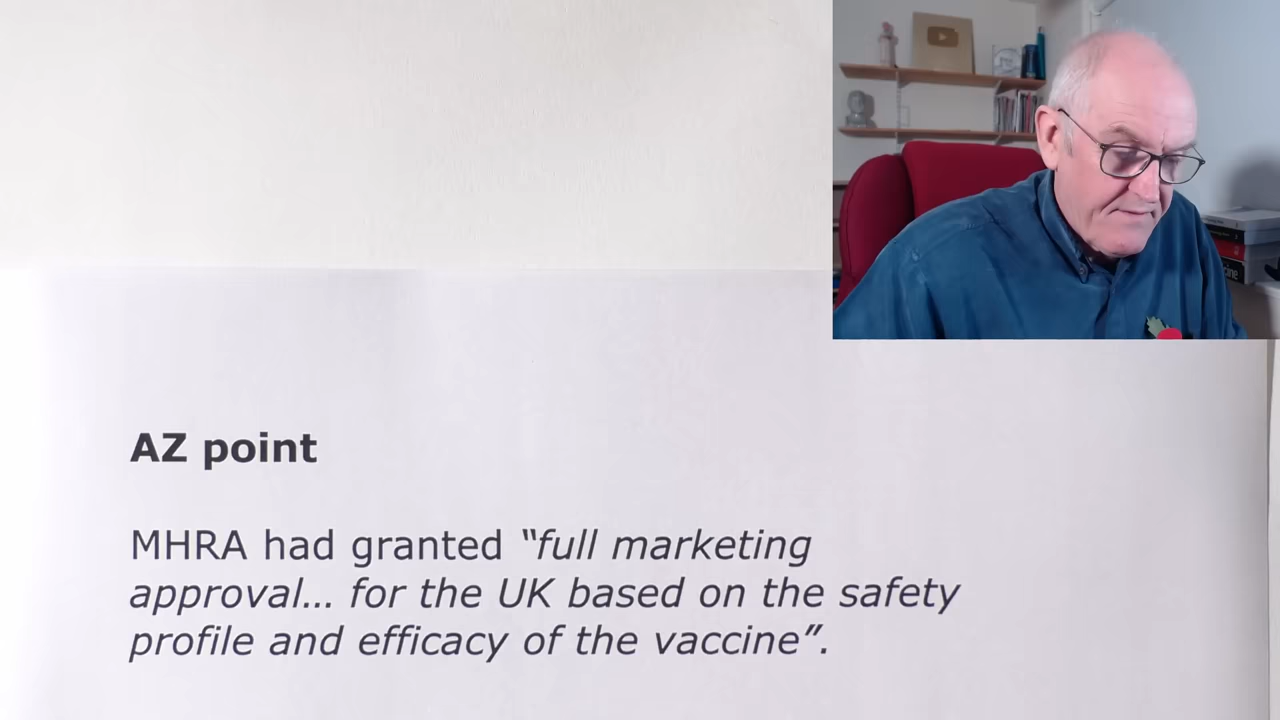 AZ point
MHRA had granted “full marketing
approval… for the UK based on the safety
profile and efficacy of the vaccine”.